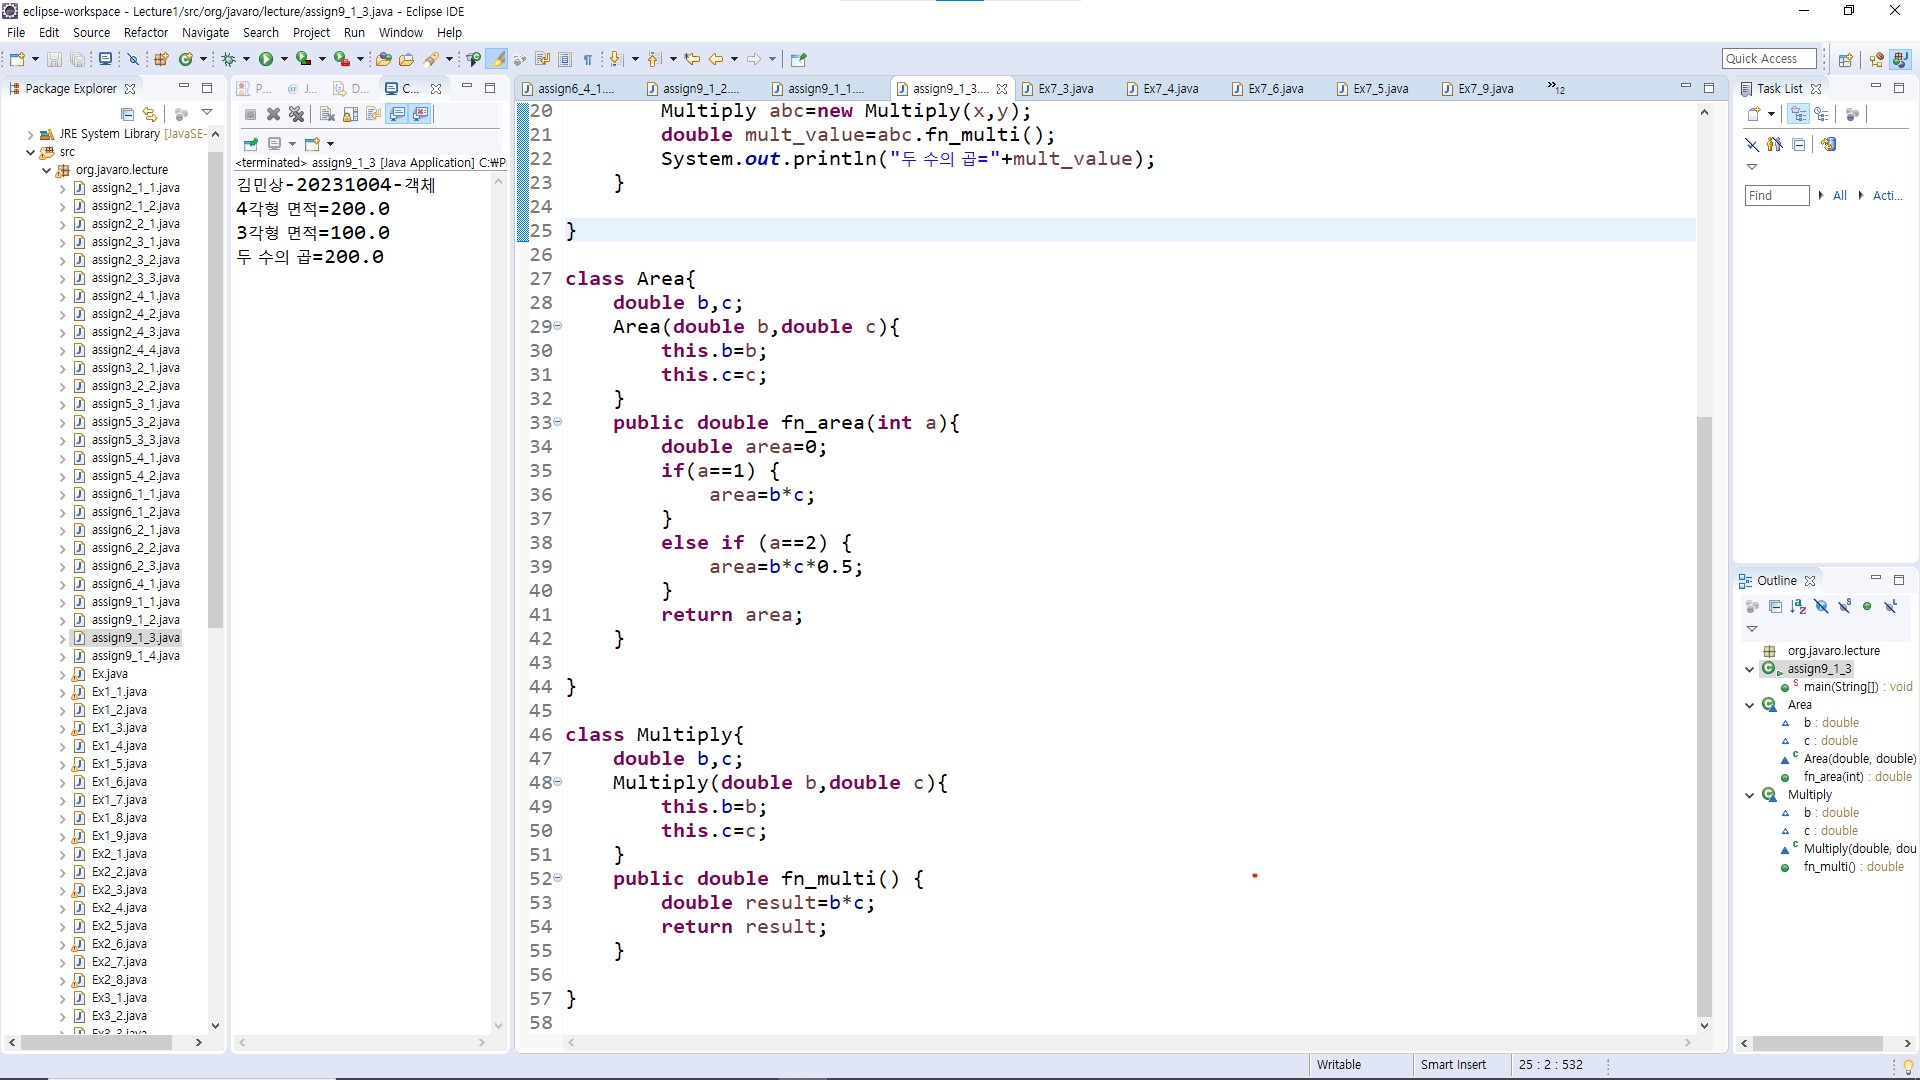 eclipse-workspace - Lecture1/src/org/javaro/lecture/assign9_1_3.java - Eclipse IDE
File Edit Source Refactor Navigate Search Project Run Window Help
Quick Access
Package Explorer
JRE System Library [JavaSE-
src
org.javaro.lecture
assign2_1_1.java
assign2_1_2.java
assign2_2_1.java
assign2_3_1.java
assign2_3_2.java
assign2_3_3.java
assign2_4_1.java
assign2_4_2.java
assign2_4_3.java
assign2_4_4.java
assign3_2_1.java
assign3_2_2.java
assign5_3_1.java
assign5_3_2.java
assign5_3_3.java
assign5_4_1.java
assign5_4_2.java
assign6_1_1.java
assign6_1_2.java
assign6_2_1.java
assign6_2_2.java
assign6_2_3.java
assign6_4_1.java
assign9_1_1.java
assign9_1_2.java
assign9_1_3.java
assign9_1_4.java
Ex.java
Ex1_1.java
Ex1_2.java
Ex1_3.java
Ex1_4.java
Ex1_5.java
Ex1_6.java
Ex1_7.java
Ex1_8.java
Ex1_9.java
Ex2_1.java
Ex2_2.java
Ex2_3.java
Ex2_4.java
Ex2_5.java
Ex2_6.java
Ex2_7.java
Ex2_8.java
Ex3_1.java
Ex3_2.java
P... @ J... D... C...
<terminated> assign9_1_3 [Java Application] C:₩P
김민상-20231004-객체
4각형 면적=200.0
3각형 면적=100.0
두 수의 곱=200.0
assign6_4_1.... assign9_1_2.... assign9_1_1.... assign9_1_3.... Ex7_3.java Ex7_4.java Ex7_6.java Ex7_5.java Ex7_9.java »12
20 Multiply abc=new Multiply(x,y);
21 double mult_value=abc.fn_multi();
22 System.out.println("두 수의 곱="+mult_value);
23 }
24
25 }
26
27 class Area{
28 double b,c;
29 Area(double b,double c){
30 this.b=b;
31 this.c=c;
32 }
33 public double fn_area(int a){
34 double area=0;
35 if(a==1) {
36 area=b*c;
37 }
38 else if (a==2) {
39 area=b*c*0.5;
40 }
41 return area;
42 }
43
44 }
45
46 class Multiply{
47 double b,c;
48 Multiply(double b,double c){
49 this.b=b;
50 this.c=c;
51 }
52 public double fn_multi() {
53 double result=b*c;
54 return result;
55 }
56
57 }
58
Task List
Find All Acti...
Outline
org.javaro.lecture
assign9_1_3
main(String[]) : void
Area
b : double
c : double
Area(double, double)
fn_area(int) : double
Multiply
b : double
c : double
Multiply(double, dou
fn_multi() : double
Writable Smart Insert 25 : 2 : 532